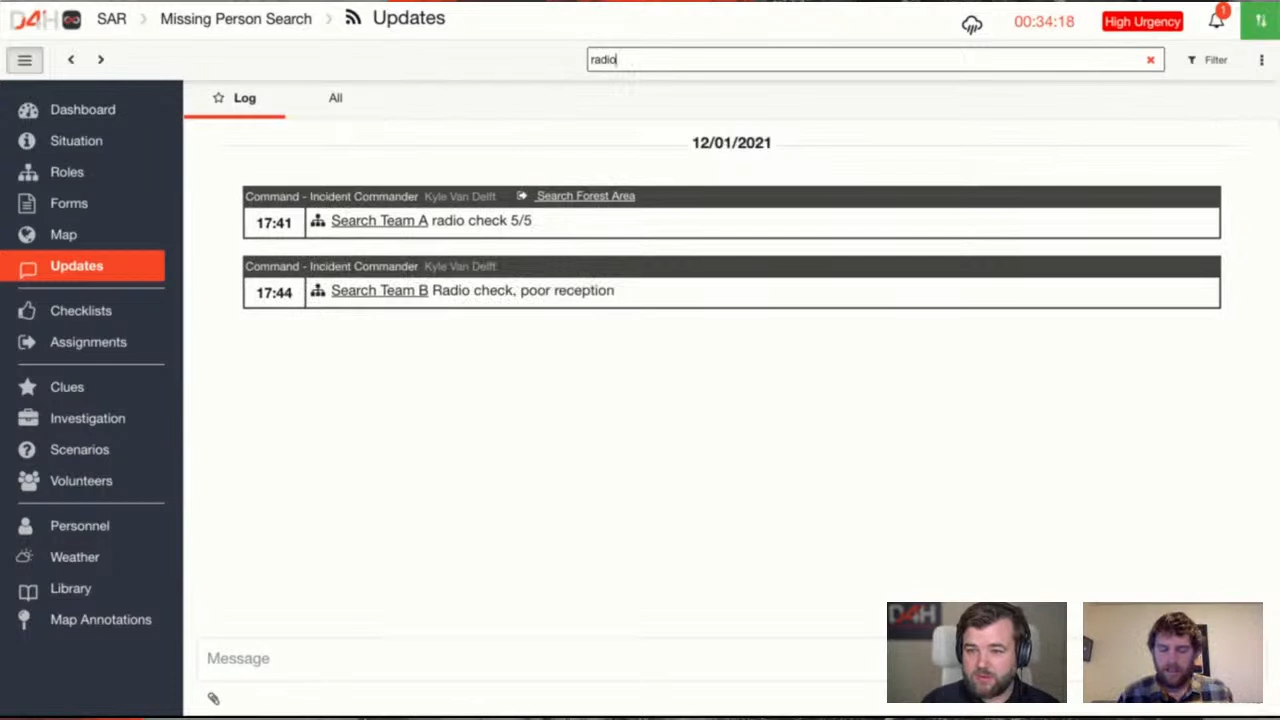 D4H SAR Missing Person Search Updates 00:34:18 High Urgency 1
radio Filter
Dashboard
Situation
Roles
Forms
Map
Updates
Checklists
Assignments
Clues
Investigation
Scenarios
Volunteers
Personnel
Weather
Library
Map Annotations
Log All
12/01/2021
Command - Incident Commander Kyle Van Delft Search Forest Area
17:41 Search Team A radio check 5/5
Command - Incident Commander Kyle Van Delft
17:44 Search Team B Radio check, poor reception
Message
D4H